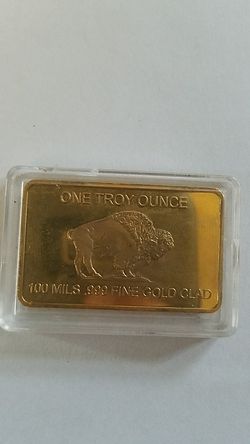 ONE TROY OUNCE
100 MILS .999 FINE GOLD CLAD